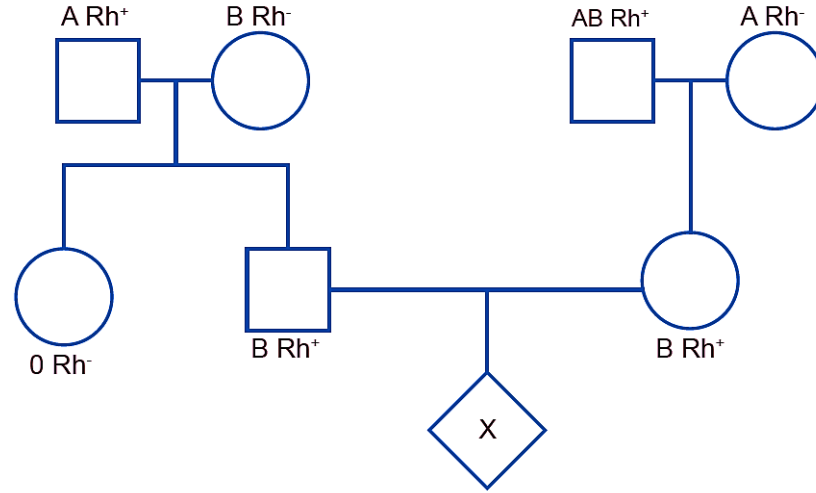 A Rh⁺
B Rh⁻
AB Rh⁺
A Rh⁻
0 Rh⁻
B Rh⁺
B Rh⁺
X